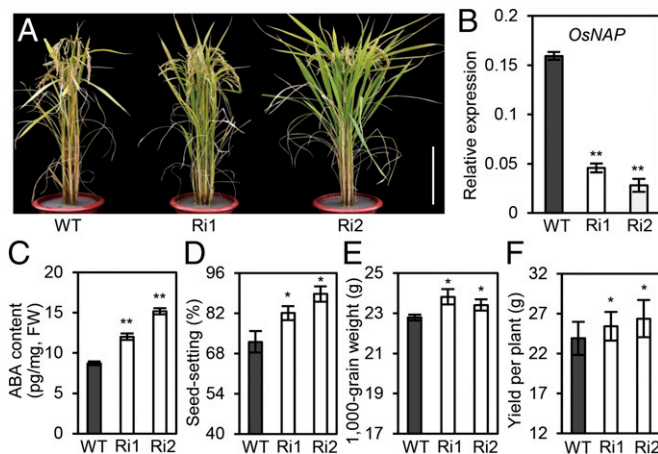 A
WT
Ri1
Ri2
B
OsNAP
Relative expression
0.2
0.15
0.1
0.05
0
**
**
WT
Ri1
Ri2
C
ABA content
(pg/mg, FW)
20
15
10
5
0
**
**
WT
Ri1
Ri2
D
Seed-setting (%)
96
82
68
54
40
*
*
WT
Ri1
Ri2
E
1,000-grain weight (g)
25
23
21
19
17
*
*
WT
Ri1
Ri2
F
Yield per plant (g)
32
27
22
17
12
*
*
WT
Ri1
Ri2